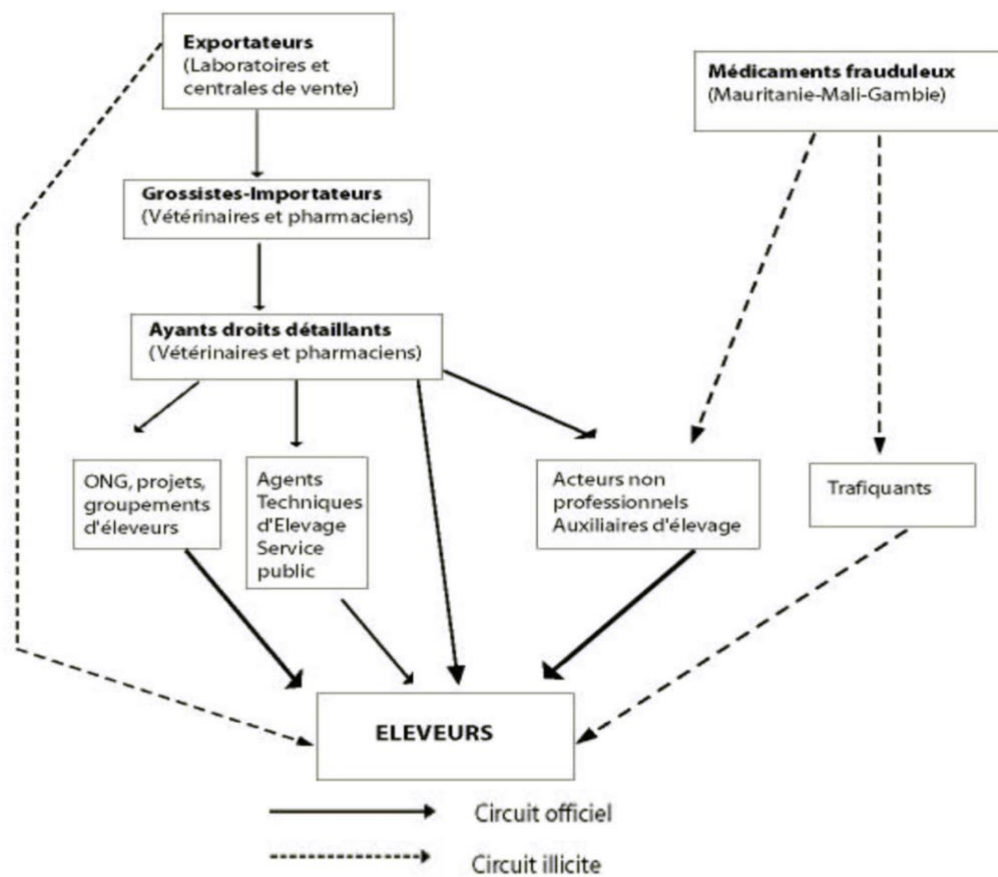 Exportateurs
(Laboratoires et
centrales de vente)
Médicaments frauduleux
(Mauritanie-Mali-Gambie)
Grossistes-Importateurs
(Vétérinaires et pharmaciens)
Ayants droits détaillants
(Vétérinaires et pharmaciens)
ONG, projets,
groupements
d'éleveurs
Agents
Techniques
d'Elevage
Service
public
Acteurs non
professionnels
Auxiliaires d'élevage
Trafiquants
ELEVEURS
Circuit officiel
Circuit illicite